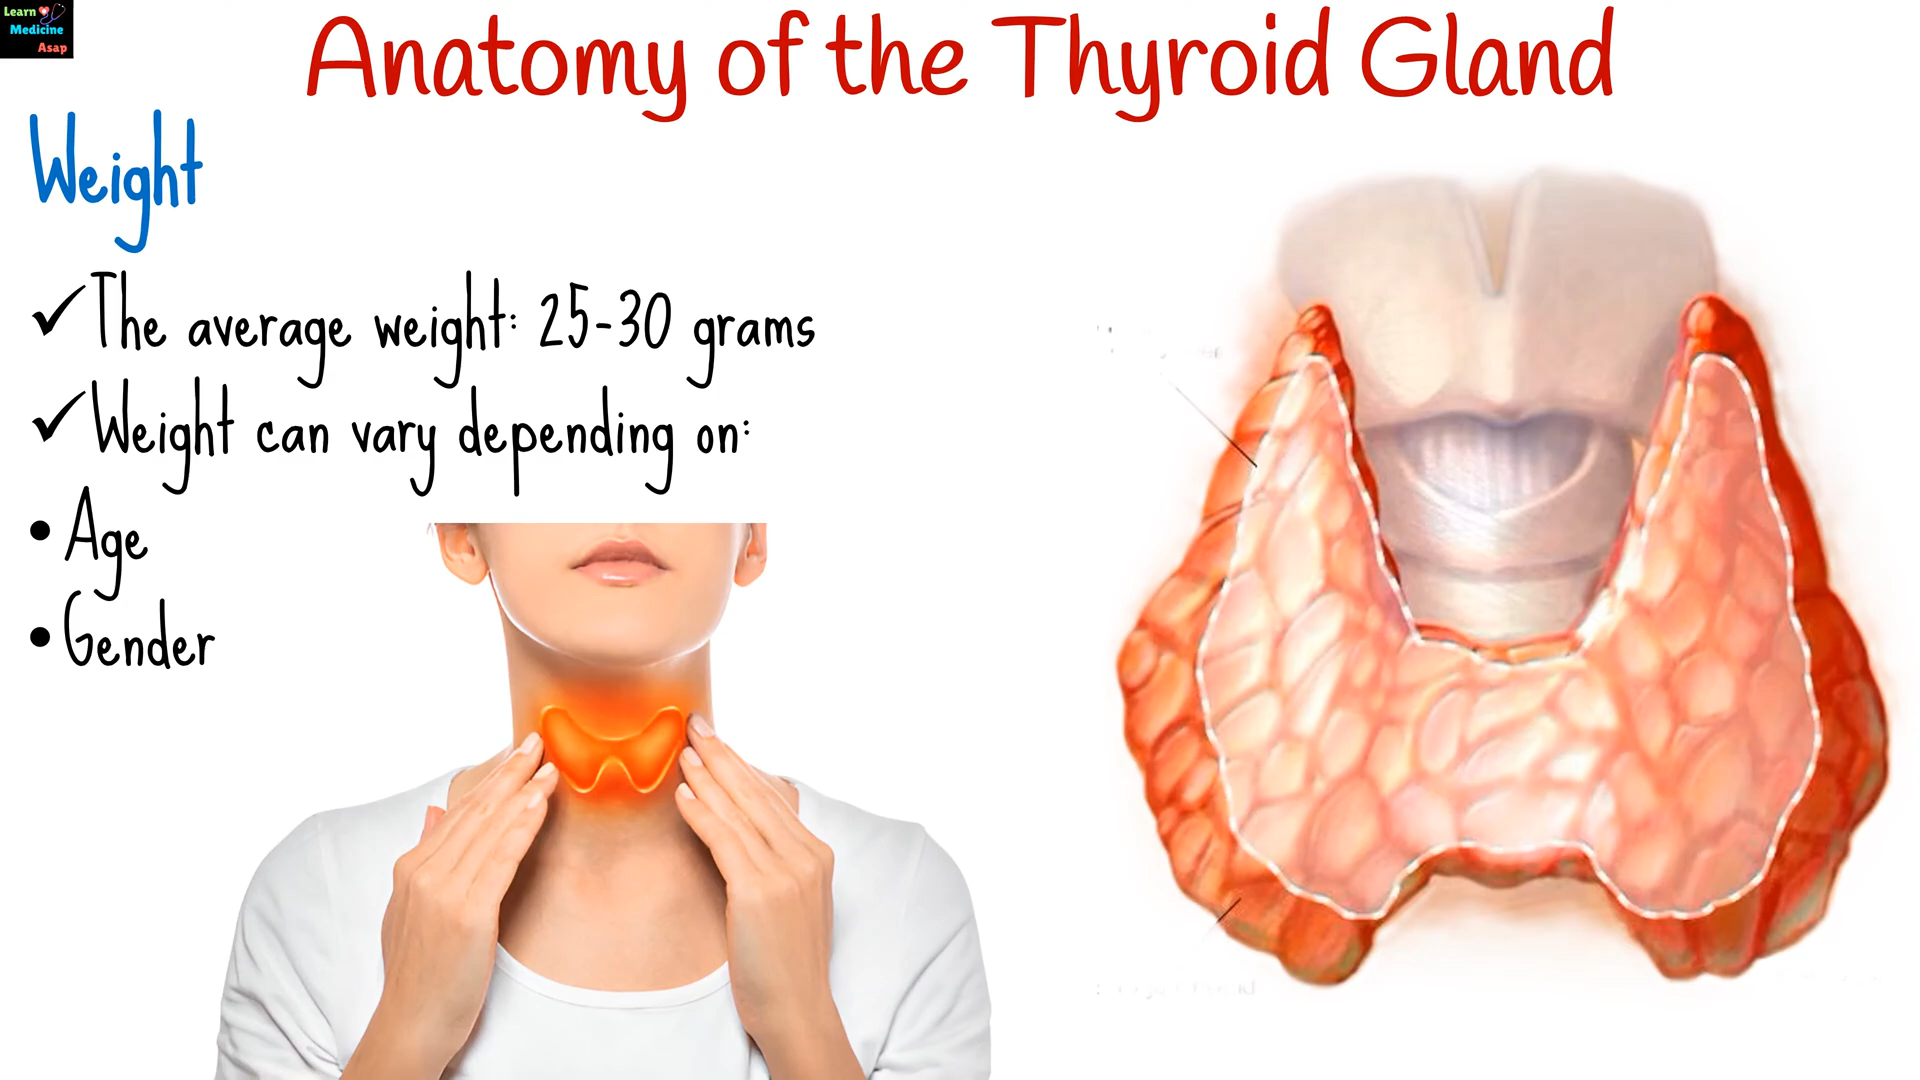 Learn
Medicine
Asap
Anatomy of the Thyroid Gland
Weight
✓The average weight: 25-30 grams
✓Weight can vary depending on:
• Age
• Gender